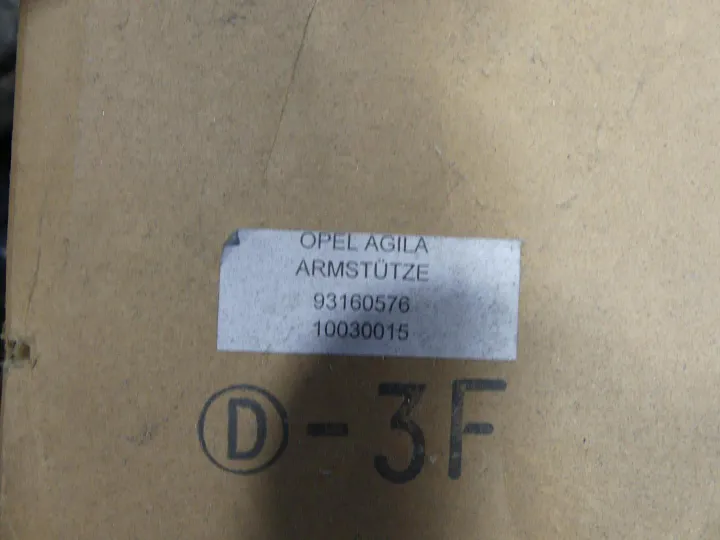 OPEL AGILA
ARMSTÜTZE
93160576
10030015
D-3F